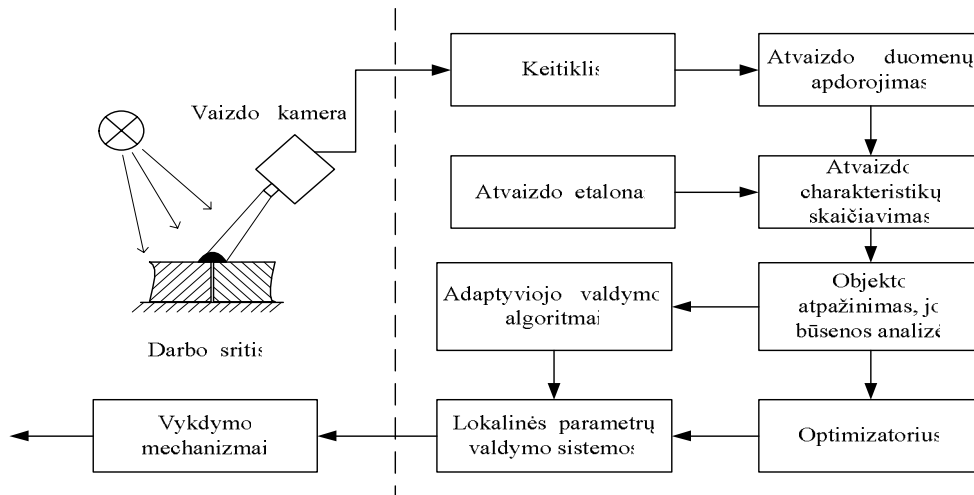 Keitiklis
Atvaizdo duomenų
apdorojimas
Vaizdo kamera
Atvaizdo etalonai
Atvaizdo
charakteristikų
skaičiavimas
Adaptyviojo valdymo
algoritmai
Objekto
atpažinimas, jo
būsenos analizė
Darbo sritis
Vykdymo
mechanizmai
Lokalinės parametrų
valdymo sistemos
Optimizatorius